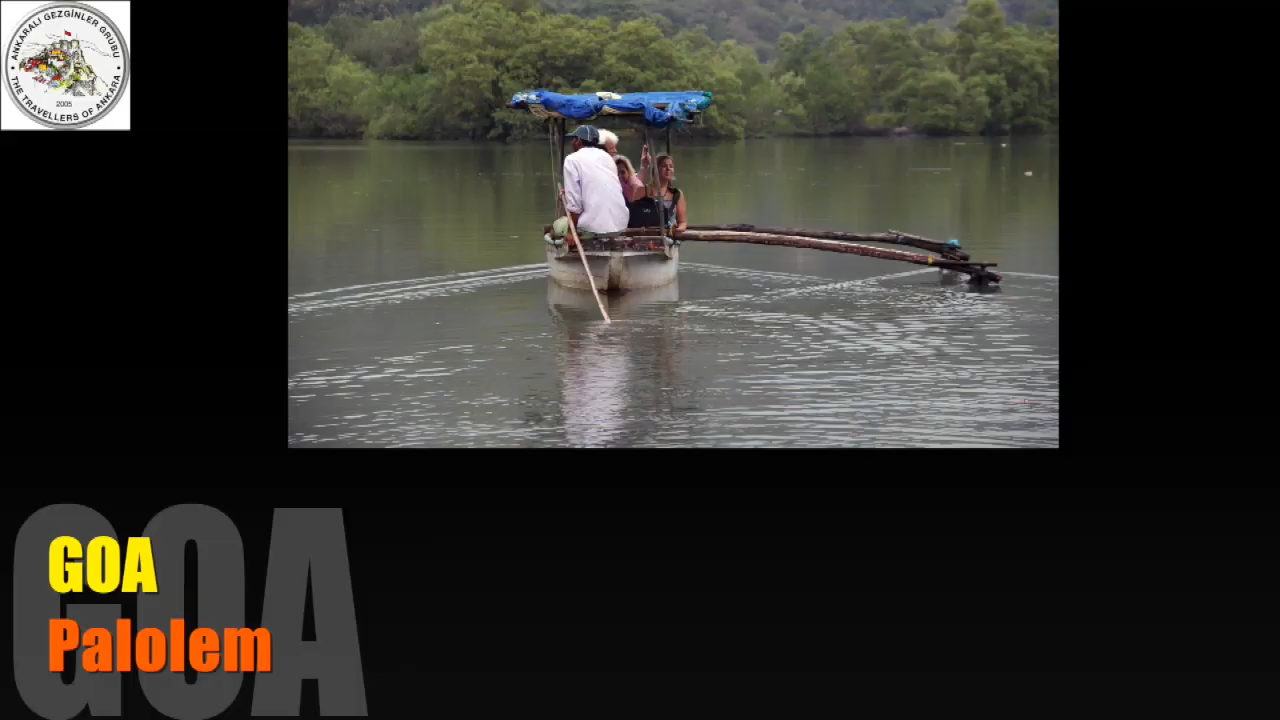 ANKARALI GEZGİNLER GRUBU
THE TRAVELLERS OF ANKARA
2005
GOA
GOA
Palolem